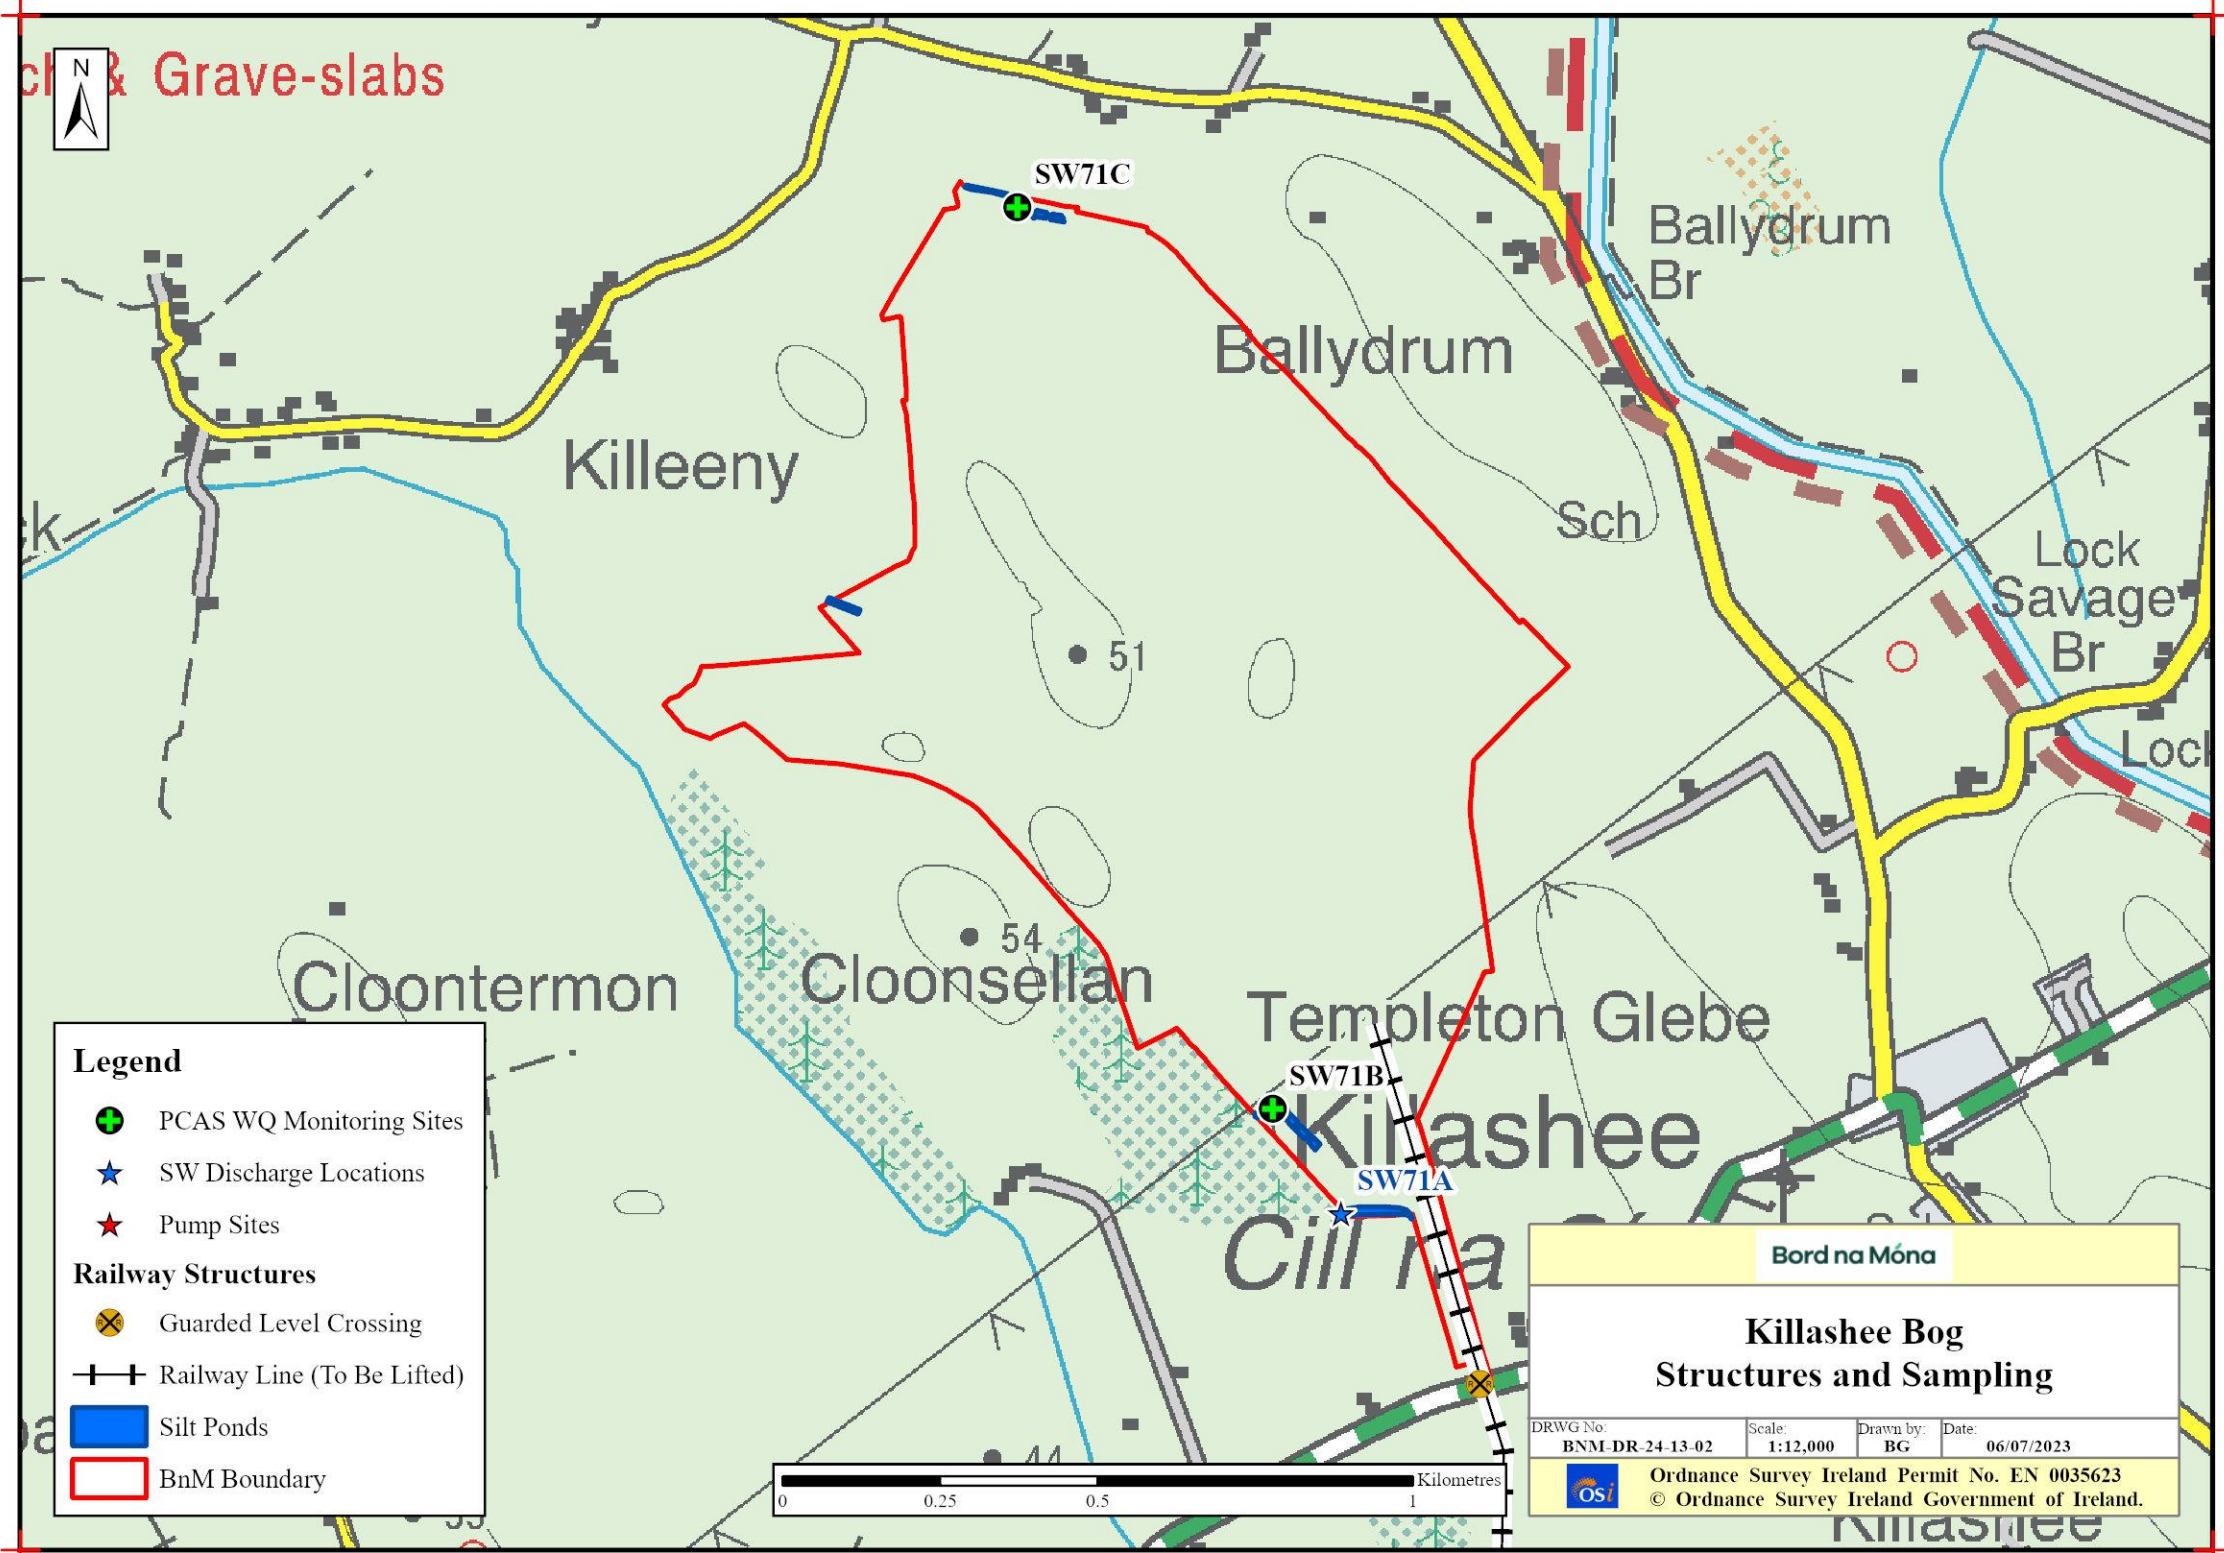 N
& Grave-slabs
SW71C
Ballydrum
Br
Ballydrum
Killeeny
Sch
Lock
Savage
Br
51
Lock
54
Cloontermon
Cloonsellan
Templeton Glebe
SW71B
Killashee
SW71A
Cill na
44
Killashee
Legend
PCAS WQ Monitoring Sites
SW Discharge Locations
Pump Sites
Railway Structures
Guarded Level Crossing
Railway Line (To Be Lifted)
Silt Ponds
BnM Boundary
Kilometres
0 0.25 0.5 1
Bord na Móna
Killashee Bog
Structures and Sampling
DRWG No: BNM-DR-24-13-02
Scale: 1:12,000
Drawn by: BG
Date: 06/07/2023
osi
Ordnance Survey Ireland Permit No. EN 0035623
© Ordnance Survey Ireland Government of Ireland.